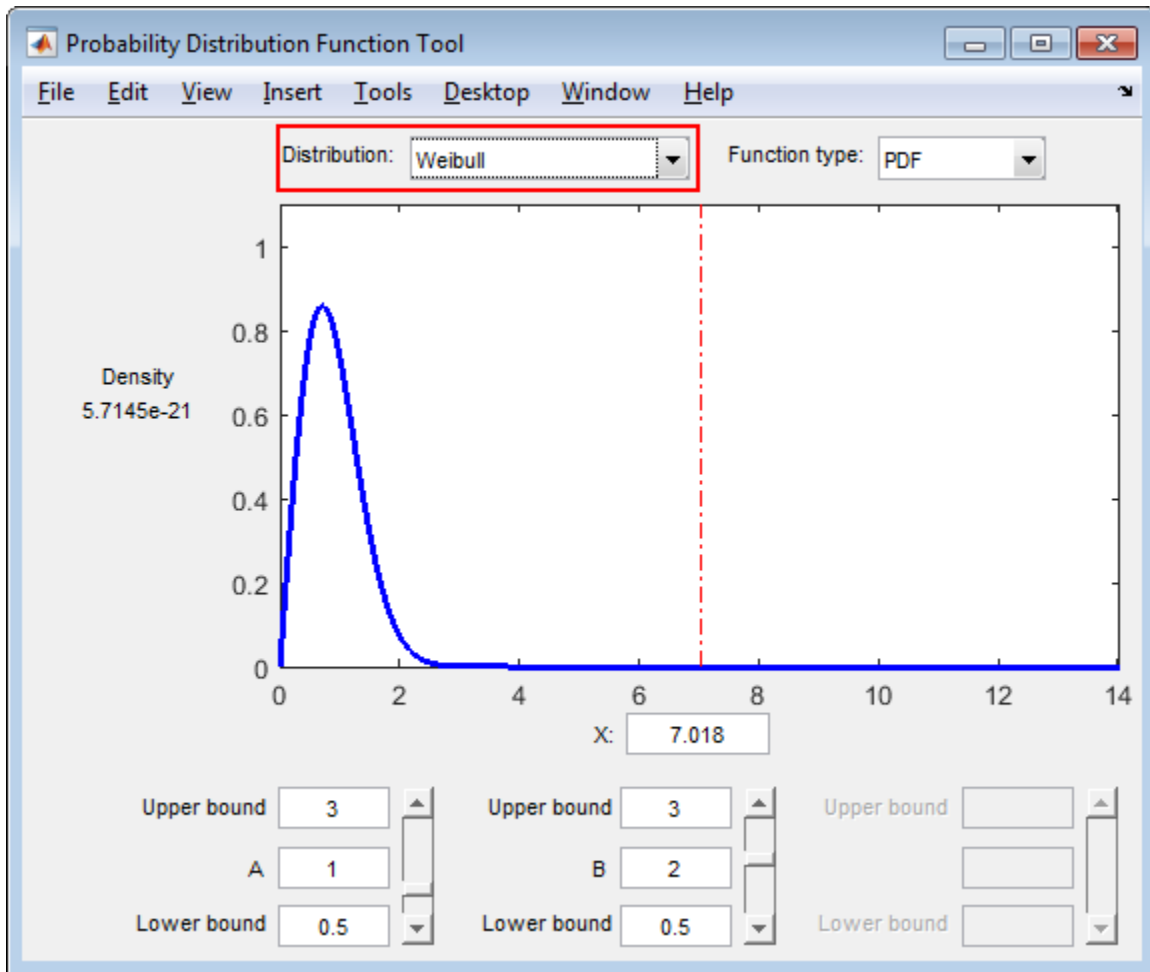 Probability Distribution Function Tool
File Edit View Insert Tools Desktop Window Help
Distribution: Weibull Function type: PDF
1
0.8
Density
5.7145e-21
0.6
0.4
0.2
0
0 2 4 6 8 10 12 14
X: 7.018
Upper bound 3 Upper bound 3 Upper bound
A 1 B 2
Lower bound 0.5 Lower bound 0.5 Lower bound